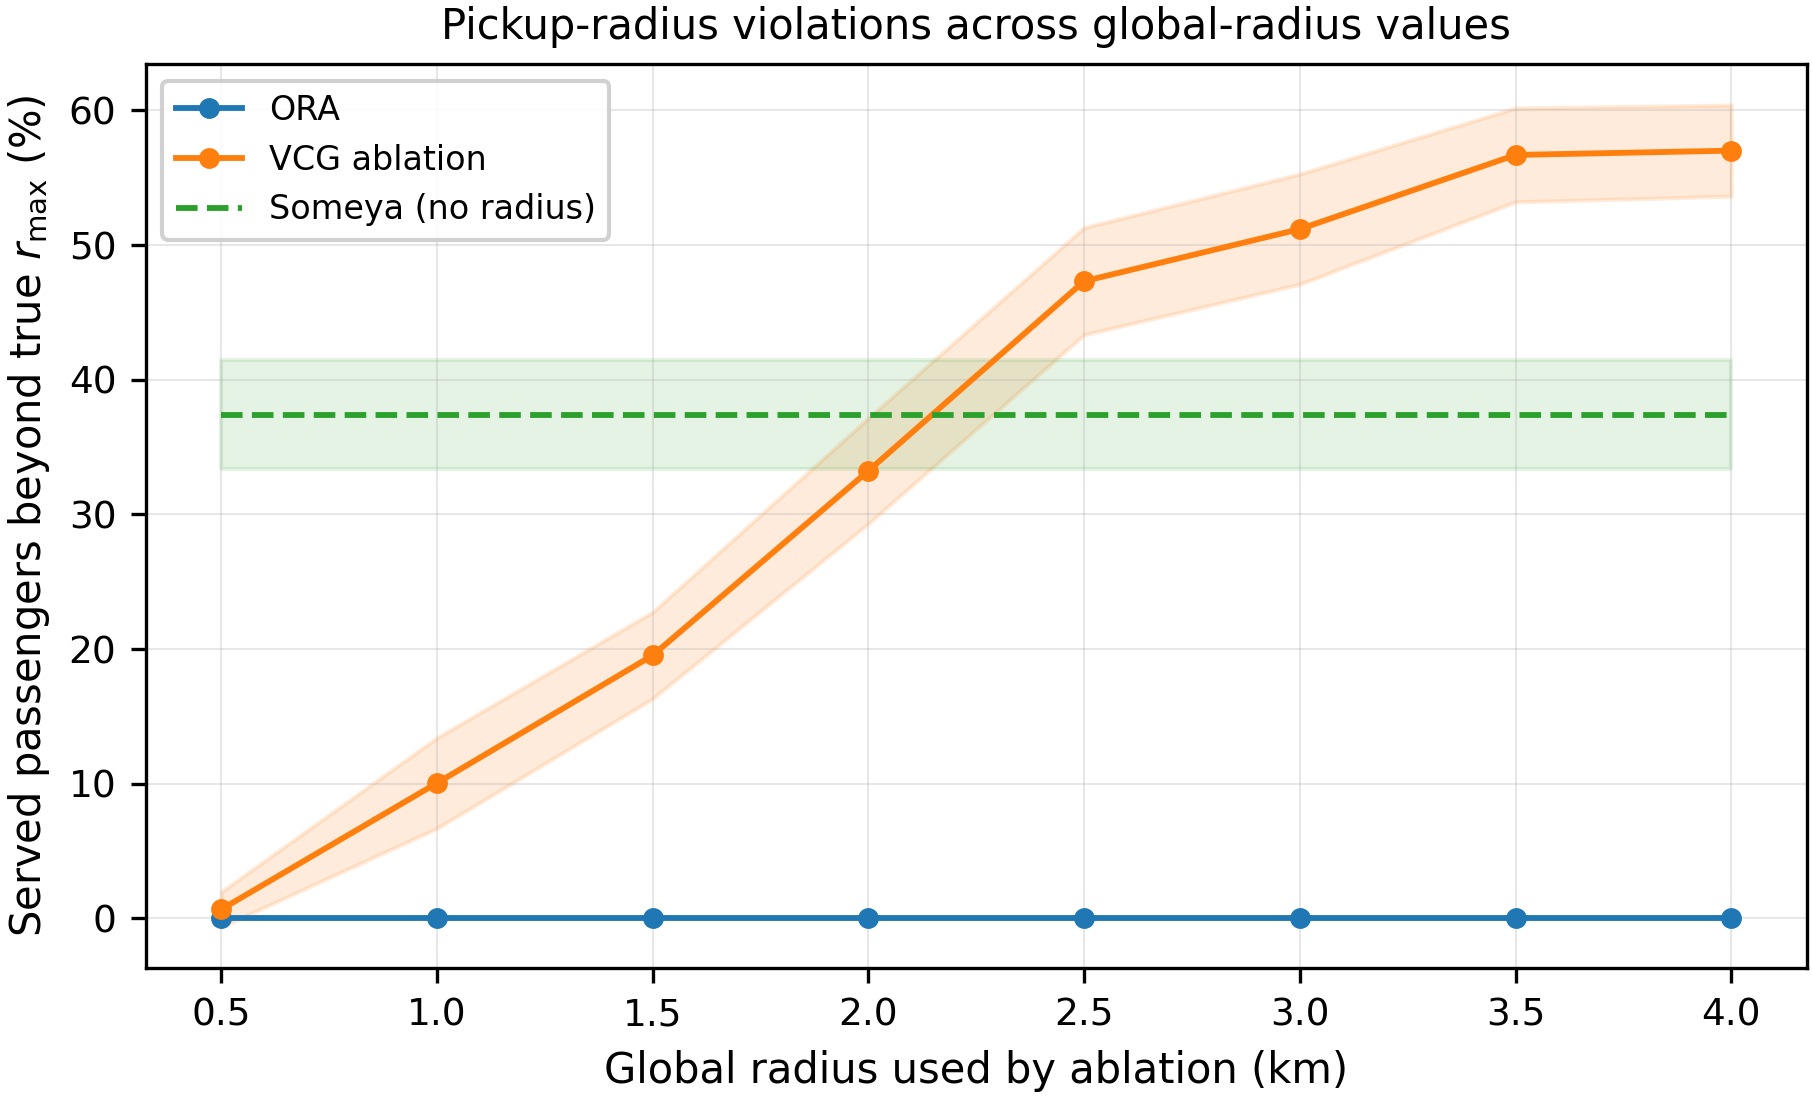 Pickup-radius violations across global-radius values
ORA
VCG ablation
Someya (no radius)
Served passengers beyond true r_max (%)
60
50
40
30
20
10
0
0.5 1.0 1.5 2.0 2.5 3.0 3.5 4.0
Global radius used by ablation (km)